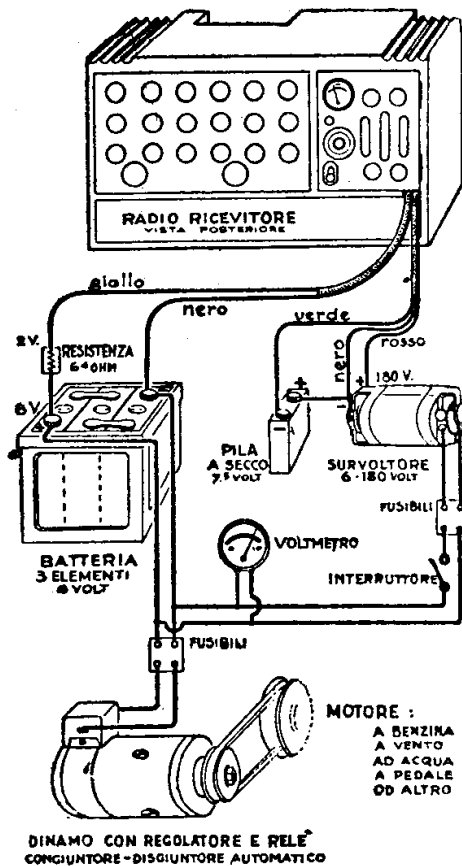 RADIO RICEVITORE
VISTA POSTERIORE
giallo
nero
verde
nero
rosso
2V.
RESISTENZA
6-4 OHM
6V.
+
180 V.
+
-
-
PILA
A SECCO
7,5 VOLT
SURVOLTORE
6-180 VOLT
FUSIBILI
VOLTMETRO
INTERRUTTORE
BATTERIA
3 ELEMENTI
6 VOLT
FUSIBILI
MOTORE :
A BENZINA
A VENTO
AD ACQUA
A PEDALE
OD ALTRO
DINAMO CON REGOLATORE E RELE'
CONGIUNTORE-DISGIUNTORE AUTOMATICO